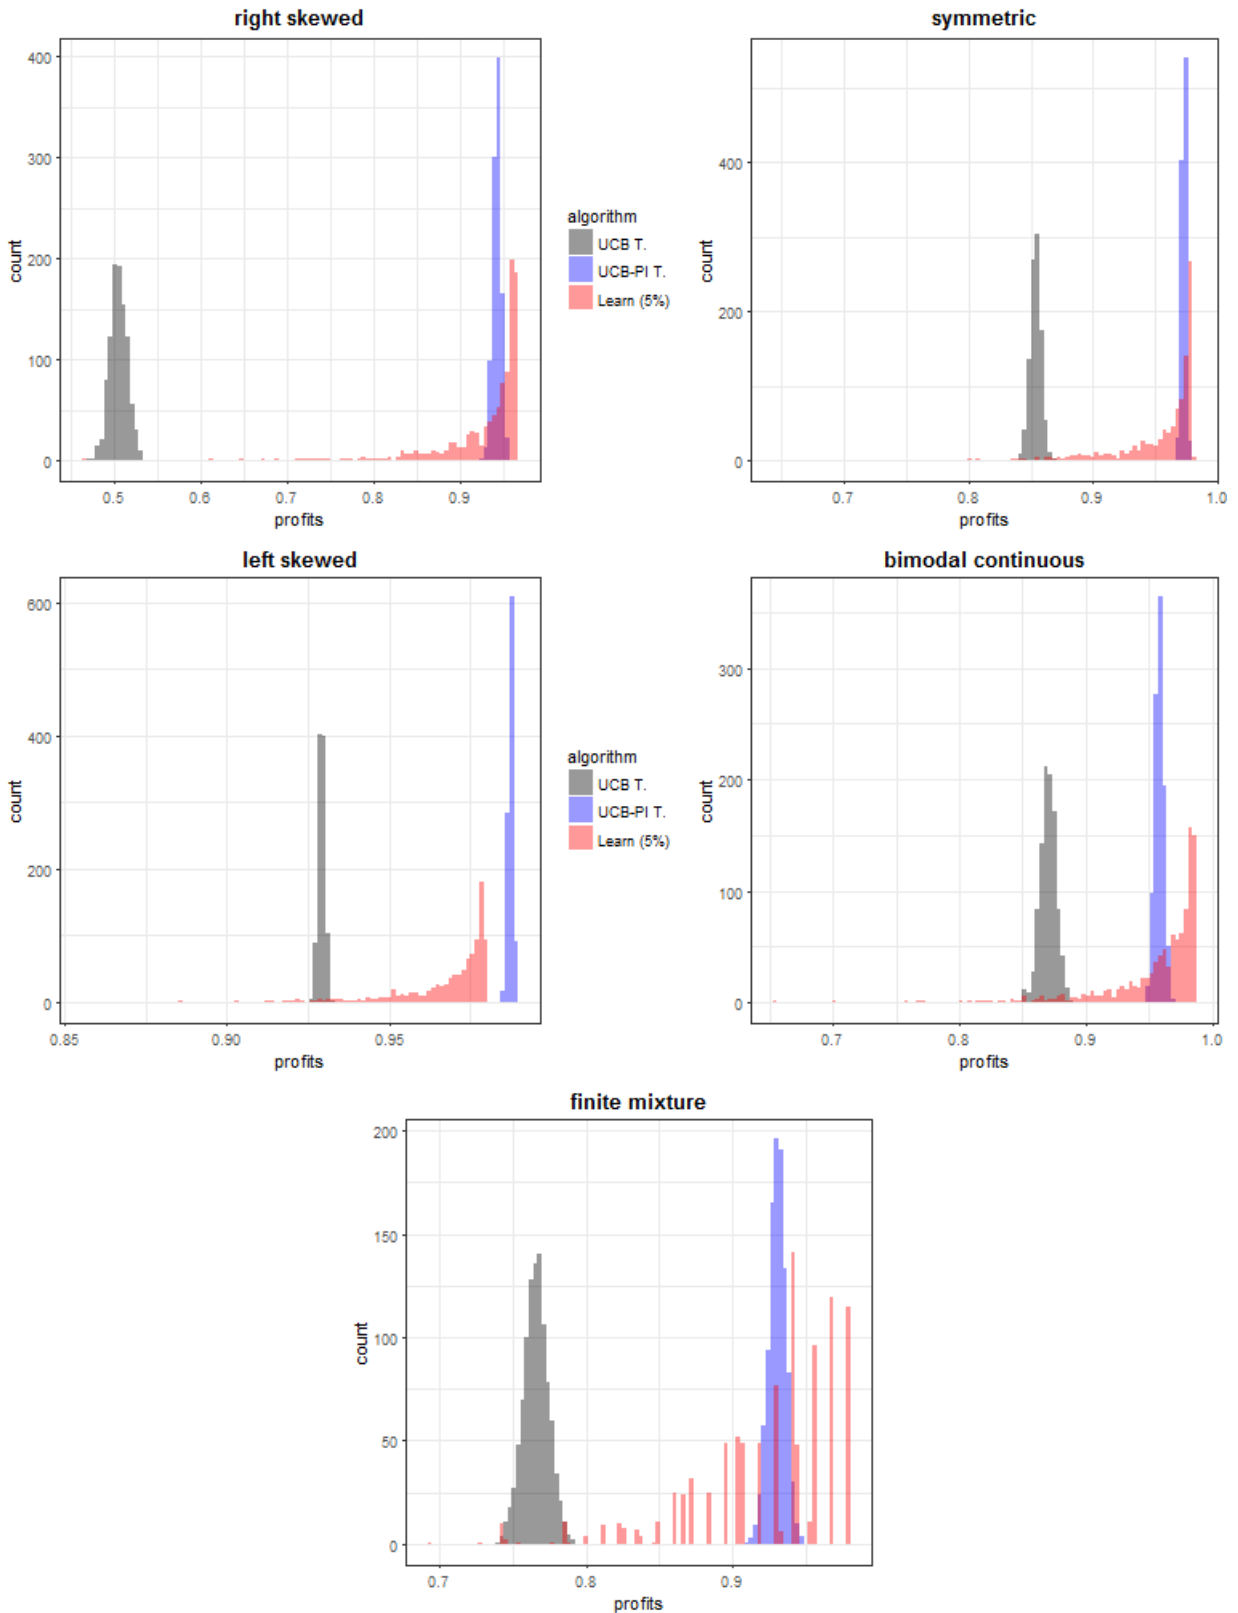 right skewed
400
300
200
100
0
count
0.5 0.6 0.7 0.8 0.9
profits
algorithm
UCB T.
UCB-PI T.
Learn (5%)
symmetric
400
200
0
count
0.7 0.8 0.9 1.0
profits
left skewed
600
400
200
0
count
0.85 0.90 0.95
profits
algorithm
UCB T.
UCB-PI T.
Learn (5%)
bimodal continuous
300
200
100
0
count
0.7 0.8 0.9 1.0
profits
finite mixture
200
150
100
50
0
count
0.7 0.8 0.9
profits